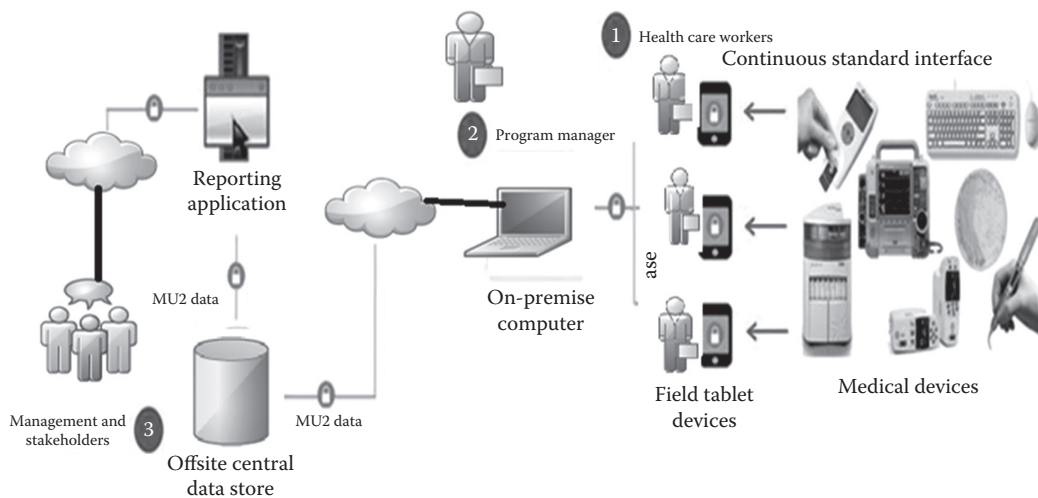 1 Health care workers
Continuous standard interface
2 Program manager
Reporting
application
MU2 data
On-premise
computer
ase
Field tablet
devices
Medical devices
Management and
stakeholders
3
MU2 data
Offsite central
data store